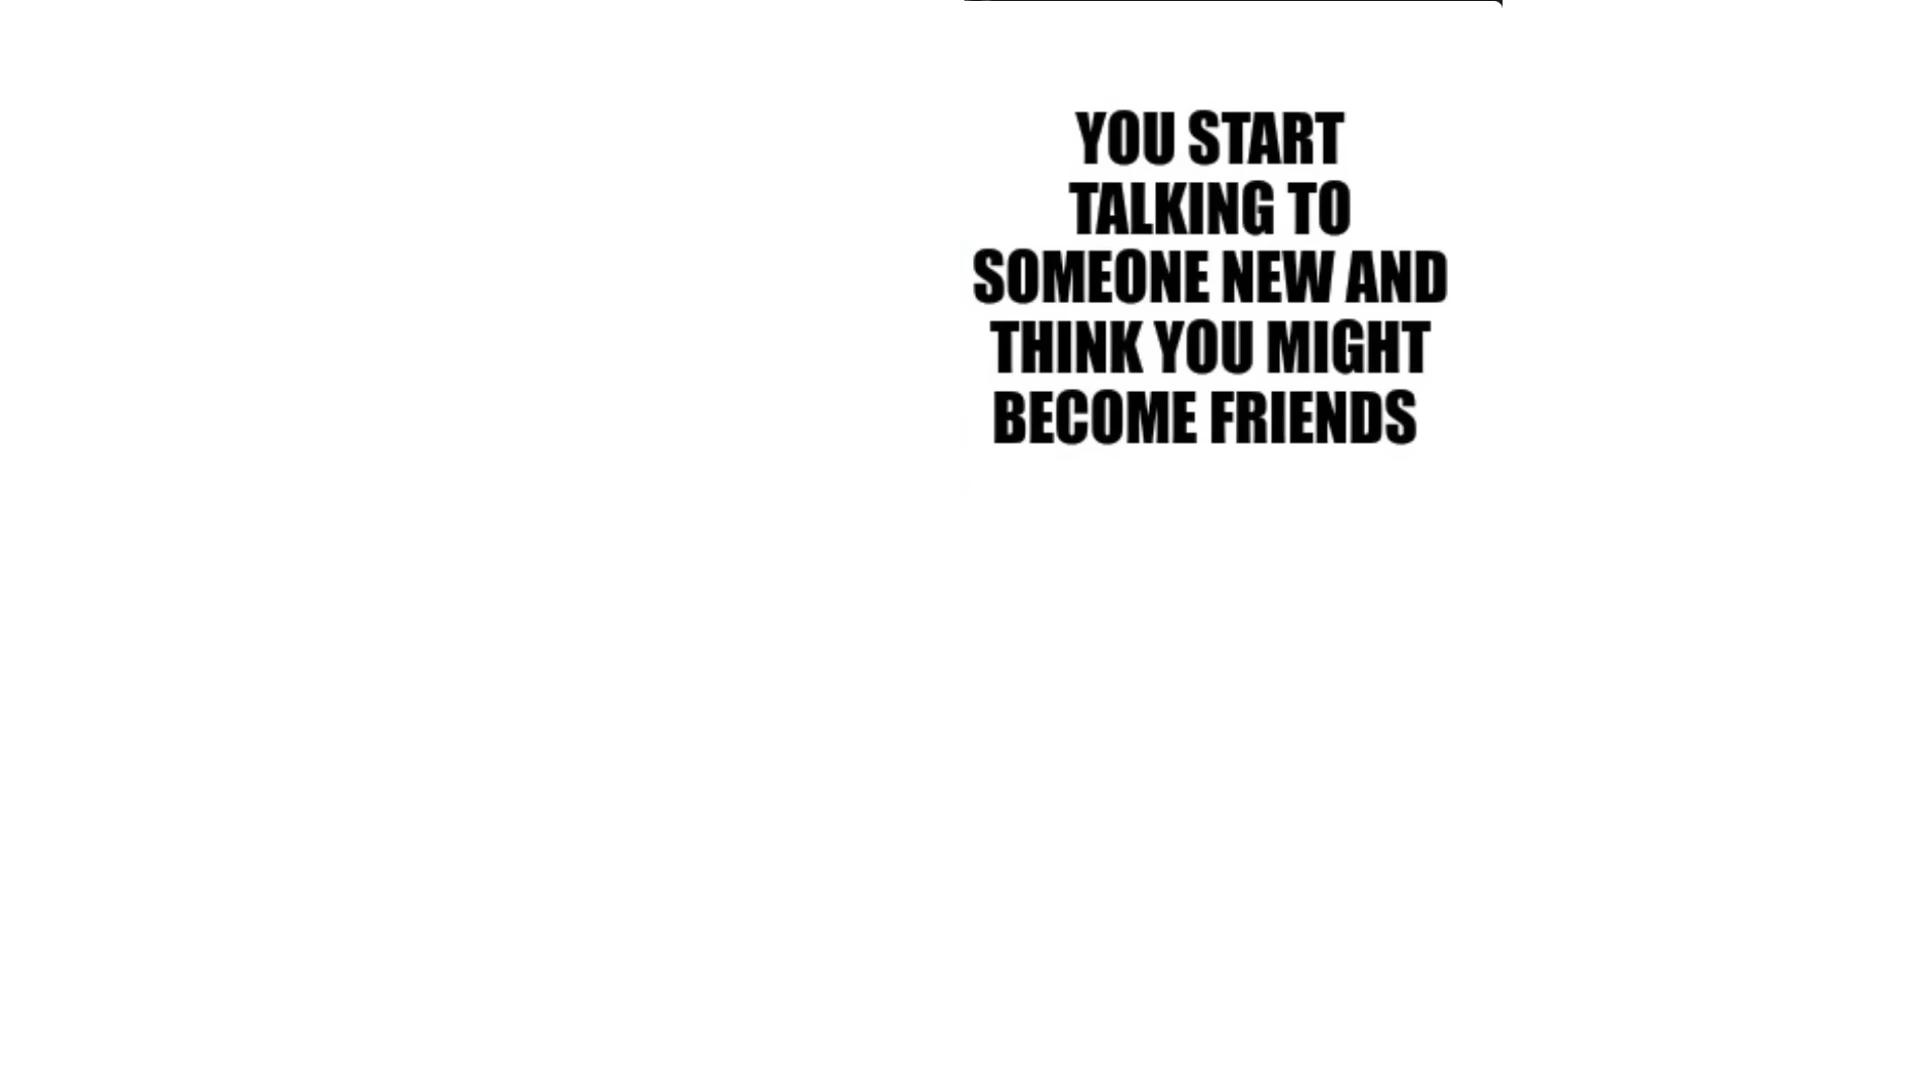 YOU START
TALKING TO
SOMEONE NEW AND
THINK YOU MIGHT
BECOME FRIENDS